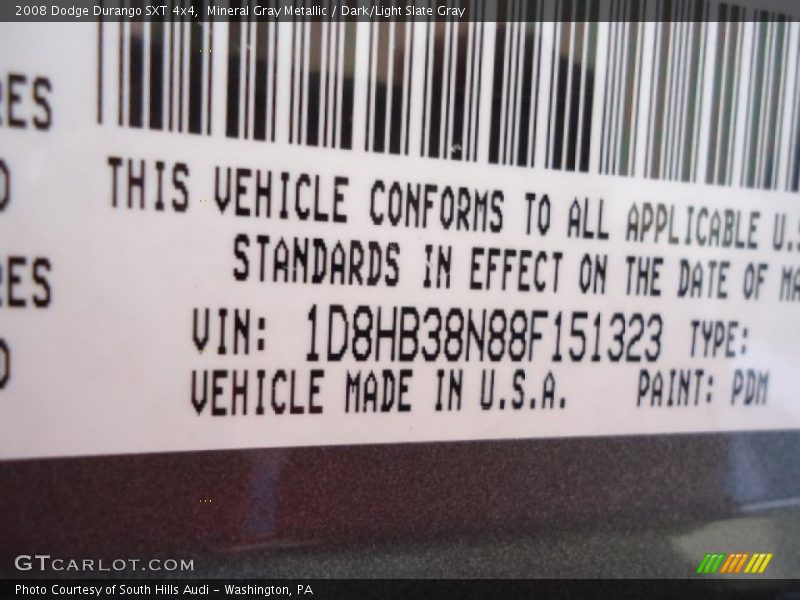 2008 Dodge Durango SXT 4x4, Mineral Gray Metallic / Dark/Light Slate Gray
THIS VEHICLE CONFORMS TO ALL APPLICABLE U.S
STANDARDS IN EFFECT ON THE DATE OF MA
VIN: 1D8HB38N88F151323 TYPE:
VEHICLE MADE IN U.S.A. PAINT: PDM
GTCARLOT.COM
Photo Courtesy of South Hills Audi - Washington, PA